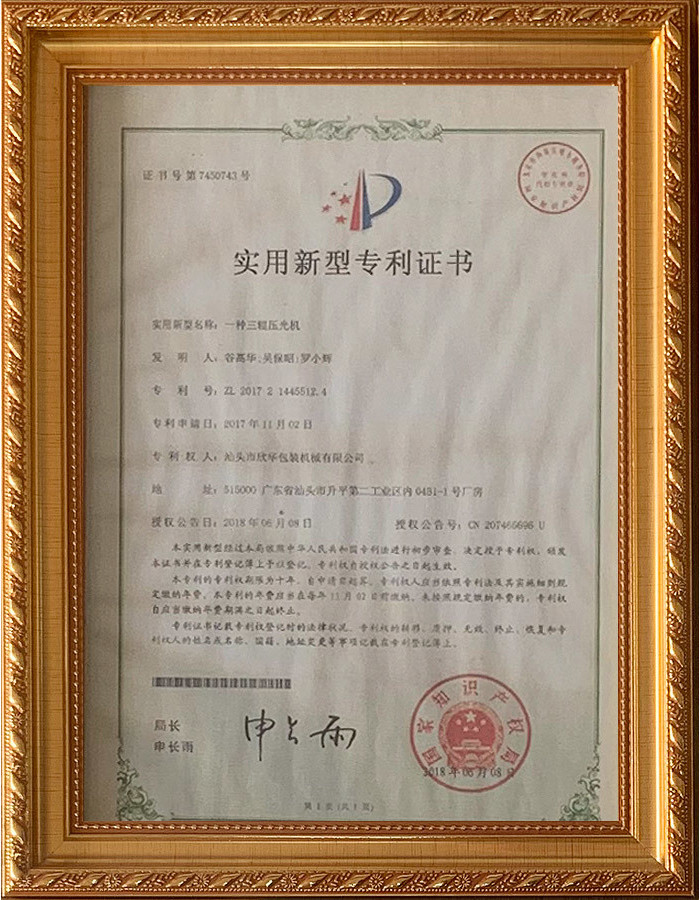 证书号第7450743号
实用新型专利证书
实用新型名称：一种三辊压光机
发 明 人：谷高华;吴保昭;罗小辉
专 利 号：ZL 2017 2 1445512.4
专利申请日：2017年11月02日
专 利 权 人：汕头市欣华包装机械有限公司
地 址：515000 广东省汕头市升平第二工业区内0431-1号厂房
授权公告日：2018年06月08日 授权公告号：CN 207466696 U
本实用新型经过本局依照中华人民共和国专利法进行初步审查，决定授予专利权，颁发
本证书并在专利登记簿上予以登记。专利权自授权公告之日起生效。
本专利的专利权期限为十年，自申请日起算。专利权人应当依照专利法及其实施细则规
定缴纳年费。本专利的年费应当在每年11月02日前缴纳。未按照规定缴纳年费的，专利权
自应当缴纳年费期满之日起终止。
专利证书记载专利权登记时的法律状况。专利权的转移、质押、无效、终止、恢复和专
利权人的姓名或名称、国籍、地址变更等事项记载在专利登记簿上。
局长
申长雨
申长雨
国家知识产权局
2018年06月08日
第1页(共1页)